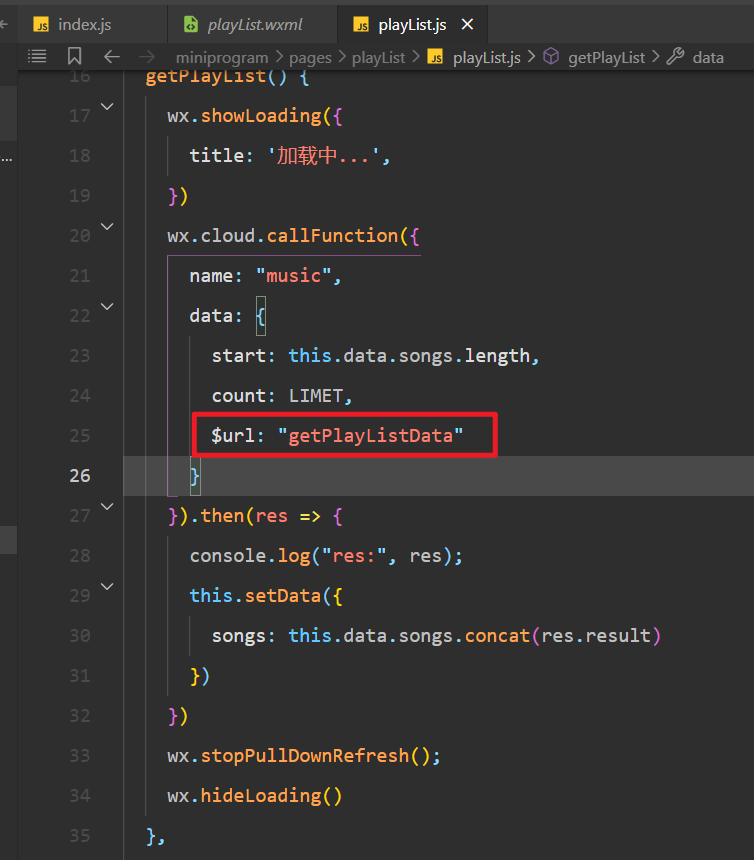 index.js playList.wxml playList.js
miniprogram > pages > playList > playList.js > getPlayList > data
16 getPlayList() {
17 wx.showLoading({
18 title: '加载中...',
19 })
20 wx.cloud.callFunction({
21 name: "music",
22 data: {
23 start: this.data.songs.length,
24 count: LIMET,
25 $url: "getPlayListData"
26 }
27 }).then(res => {
28 console.log("res:", res);
29 this.setData({
30 songs: this.data.songs.concat(res.result)
31 })
32 })
33 wx.stopPullDownRefresh();
34 wx.hideLoading()
35 },